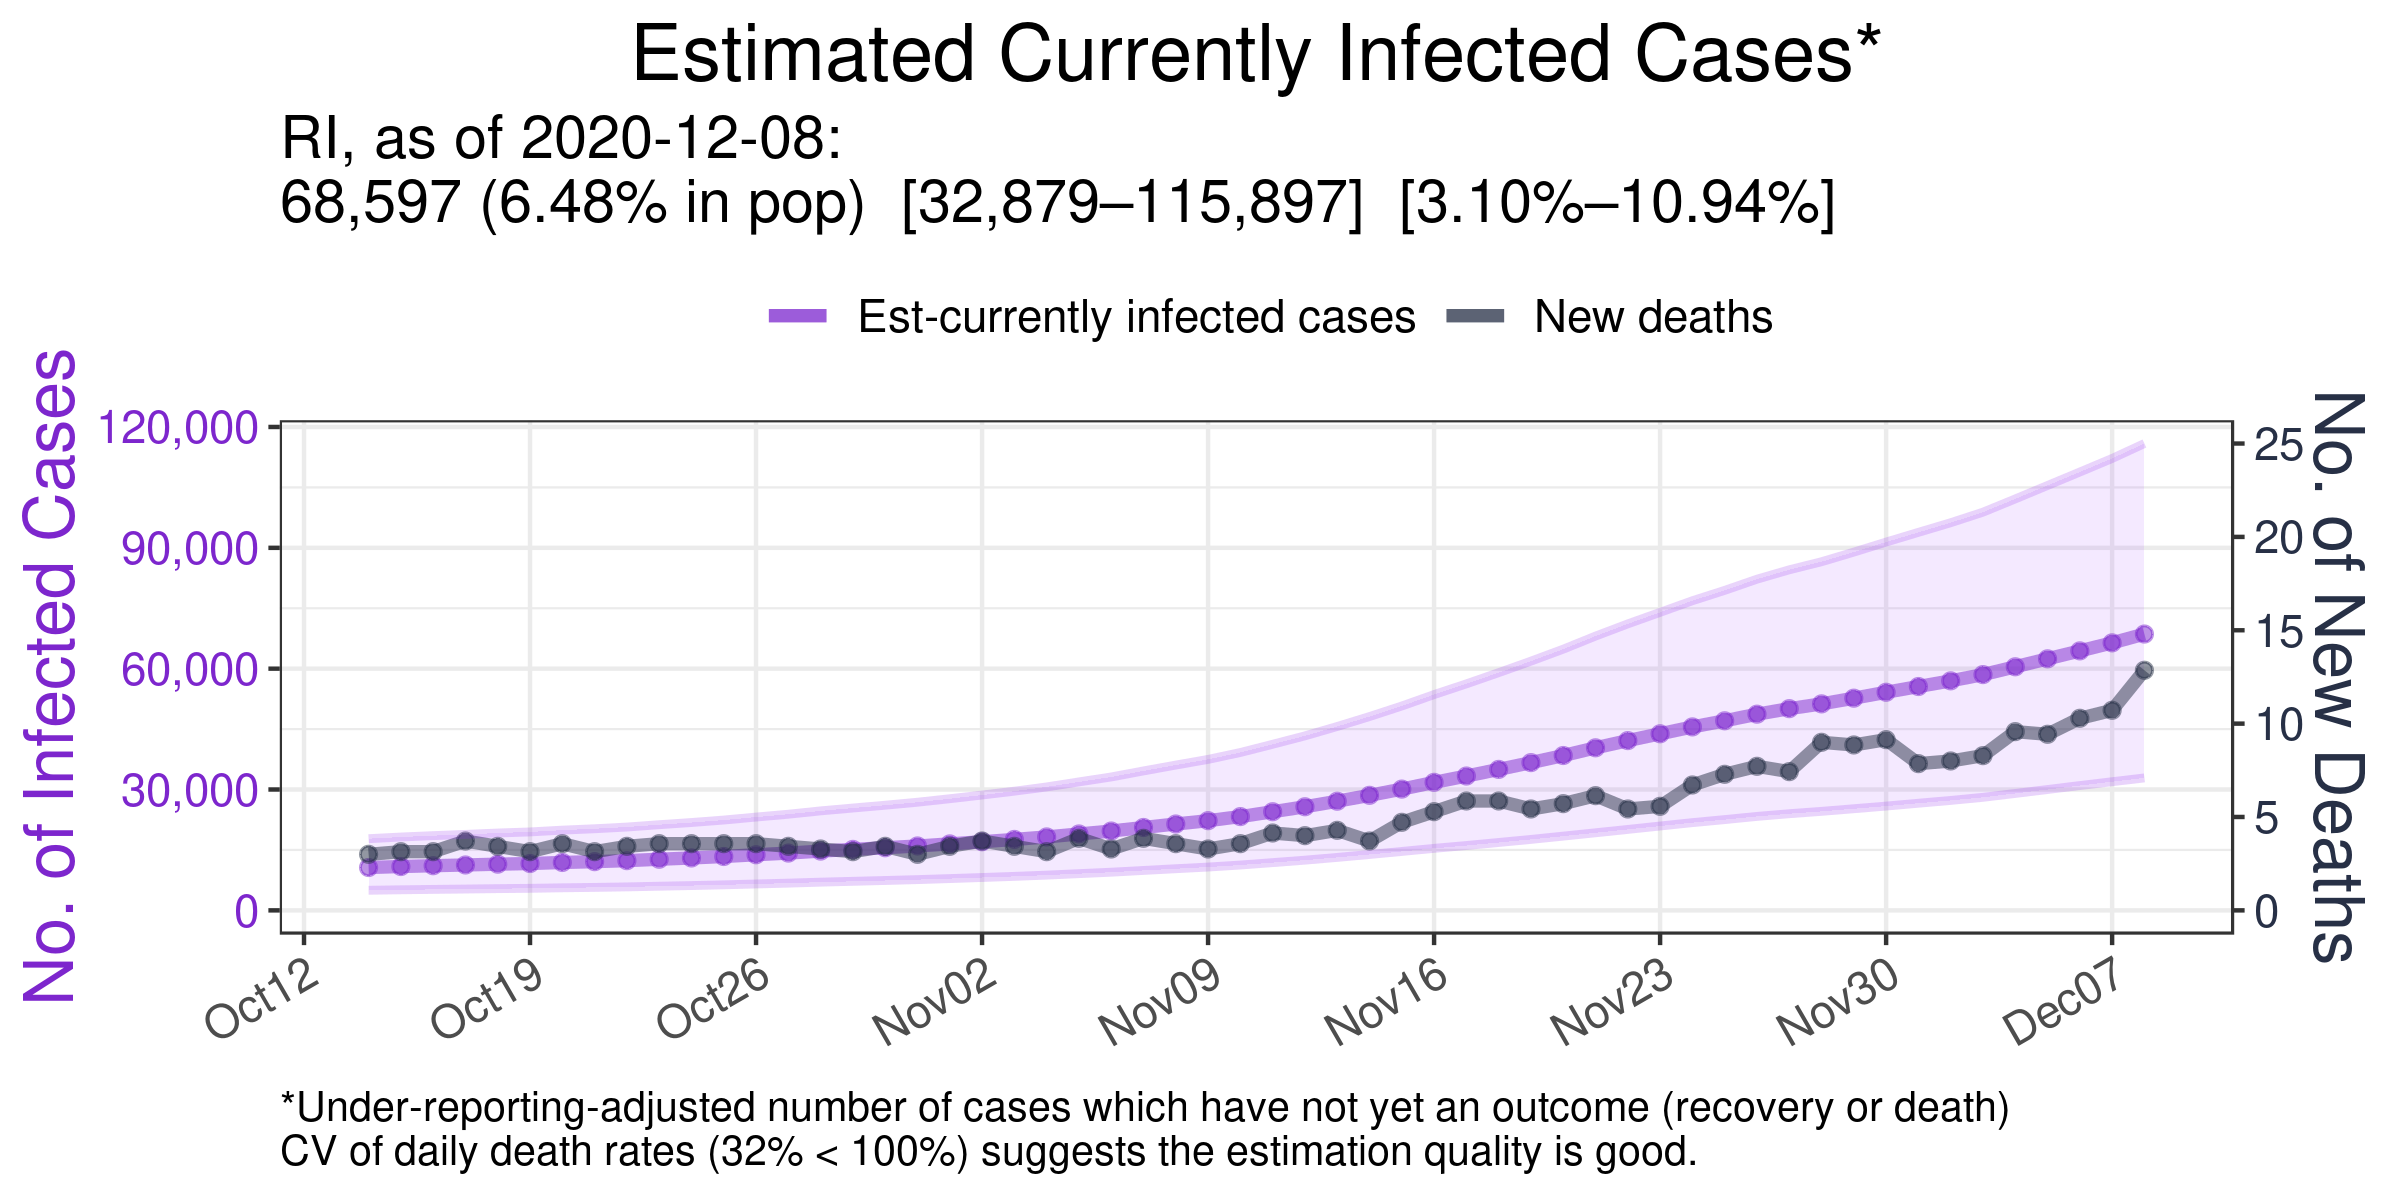 Estimated Currently Infected Cases*
RI, as of 2020-12-08:
68,597 (6.48% in pop)  [32,879–115,897]  [3.10%–10.94%]
Est-currently infected cases
New deaths
No. of Infected Cases
120,000
90,000
60,000
30,000
0
25
20
15
10
5
0
No. of New Deaths
Oct12
Oct19
Oct26
Nov02
Nov09
Nov16
Nov23
Nov30
Dec07
*Under-reporting-adjusted number of cases which have not yet an outcome (recovery or death)
CV of daily death rates (32% < 100%) suggests the estimation quality is good.